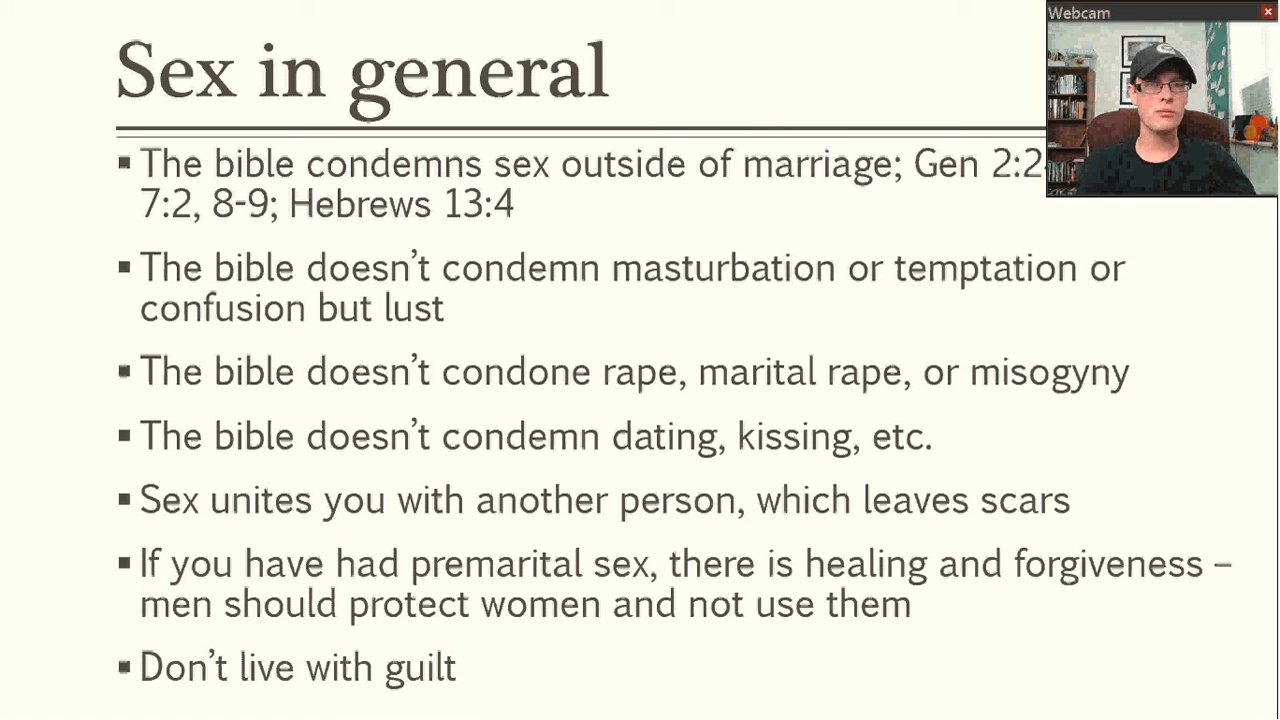 Webcam
Sex in general
▪ The bible condemns sex outside of marriage; Gen 2:2
7:2, 8-9; Hebrews 13:4
▪ The bible doesn’t condemn masturbation or temptation or
confusion but lust
▪ The bible doesn’t condone rape, marital rape, or misogyny
▪ The bible doesn’t condemn dating, kissing, etc.
▪ Sex unites you with another person, which leaves scars
▪ If you have had premarital sex, there is healing and forgiveness –
men should protect women and not use them
▪ Don’t live with guilt